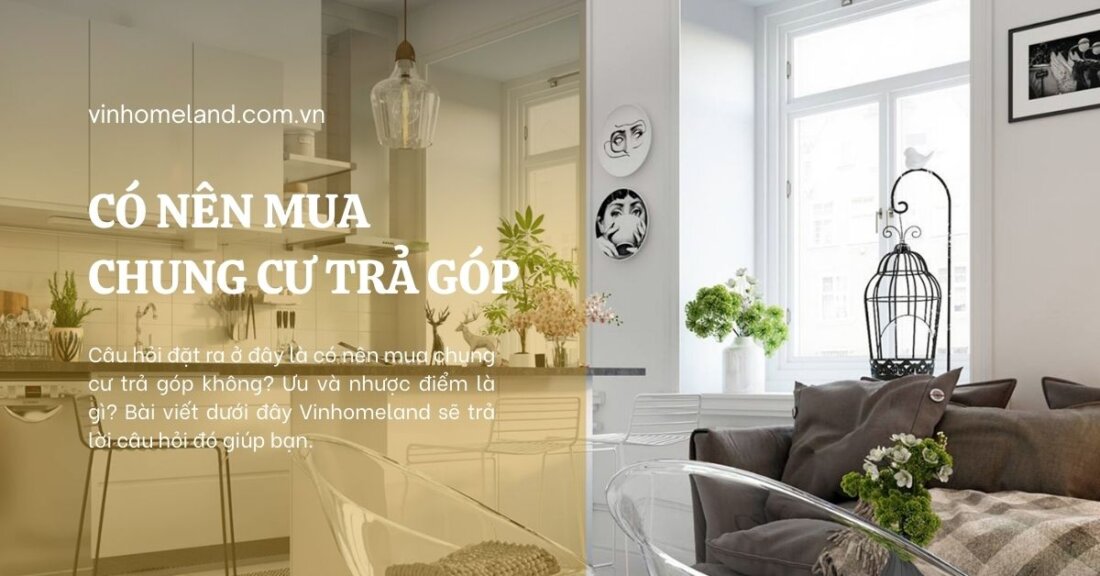 vinhomeland.com.vn
CÓ NÊN MUA
CHUNG CƯ TRẢ GÓP
Câu hỏi đặt ra ở đây là có nên mua chung
cư trả góp không? Ưu và nhược điểm là
gì? Bài viết dưới đây Vinhomeland sẽ trả
lời câu hỏi đó giúp bạn.